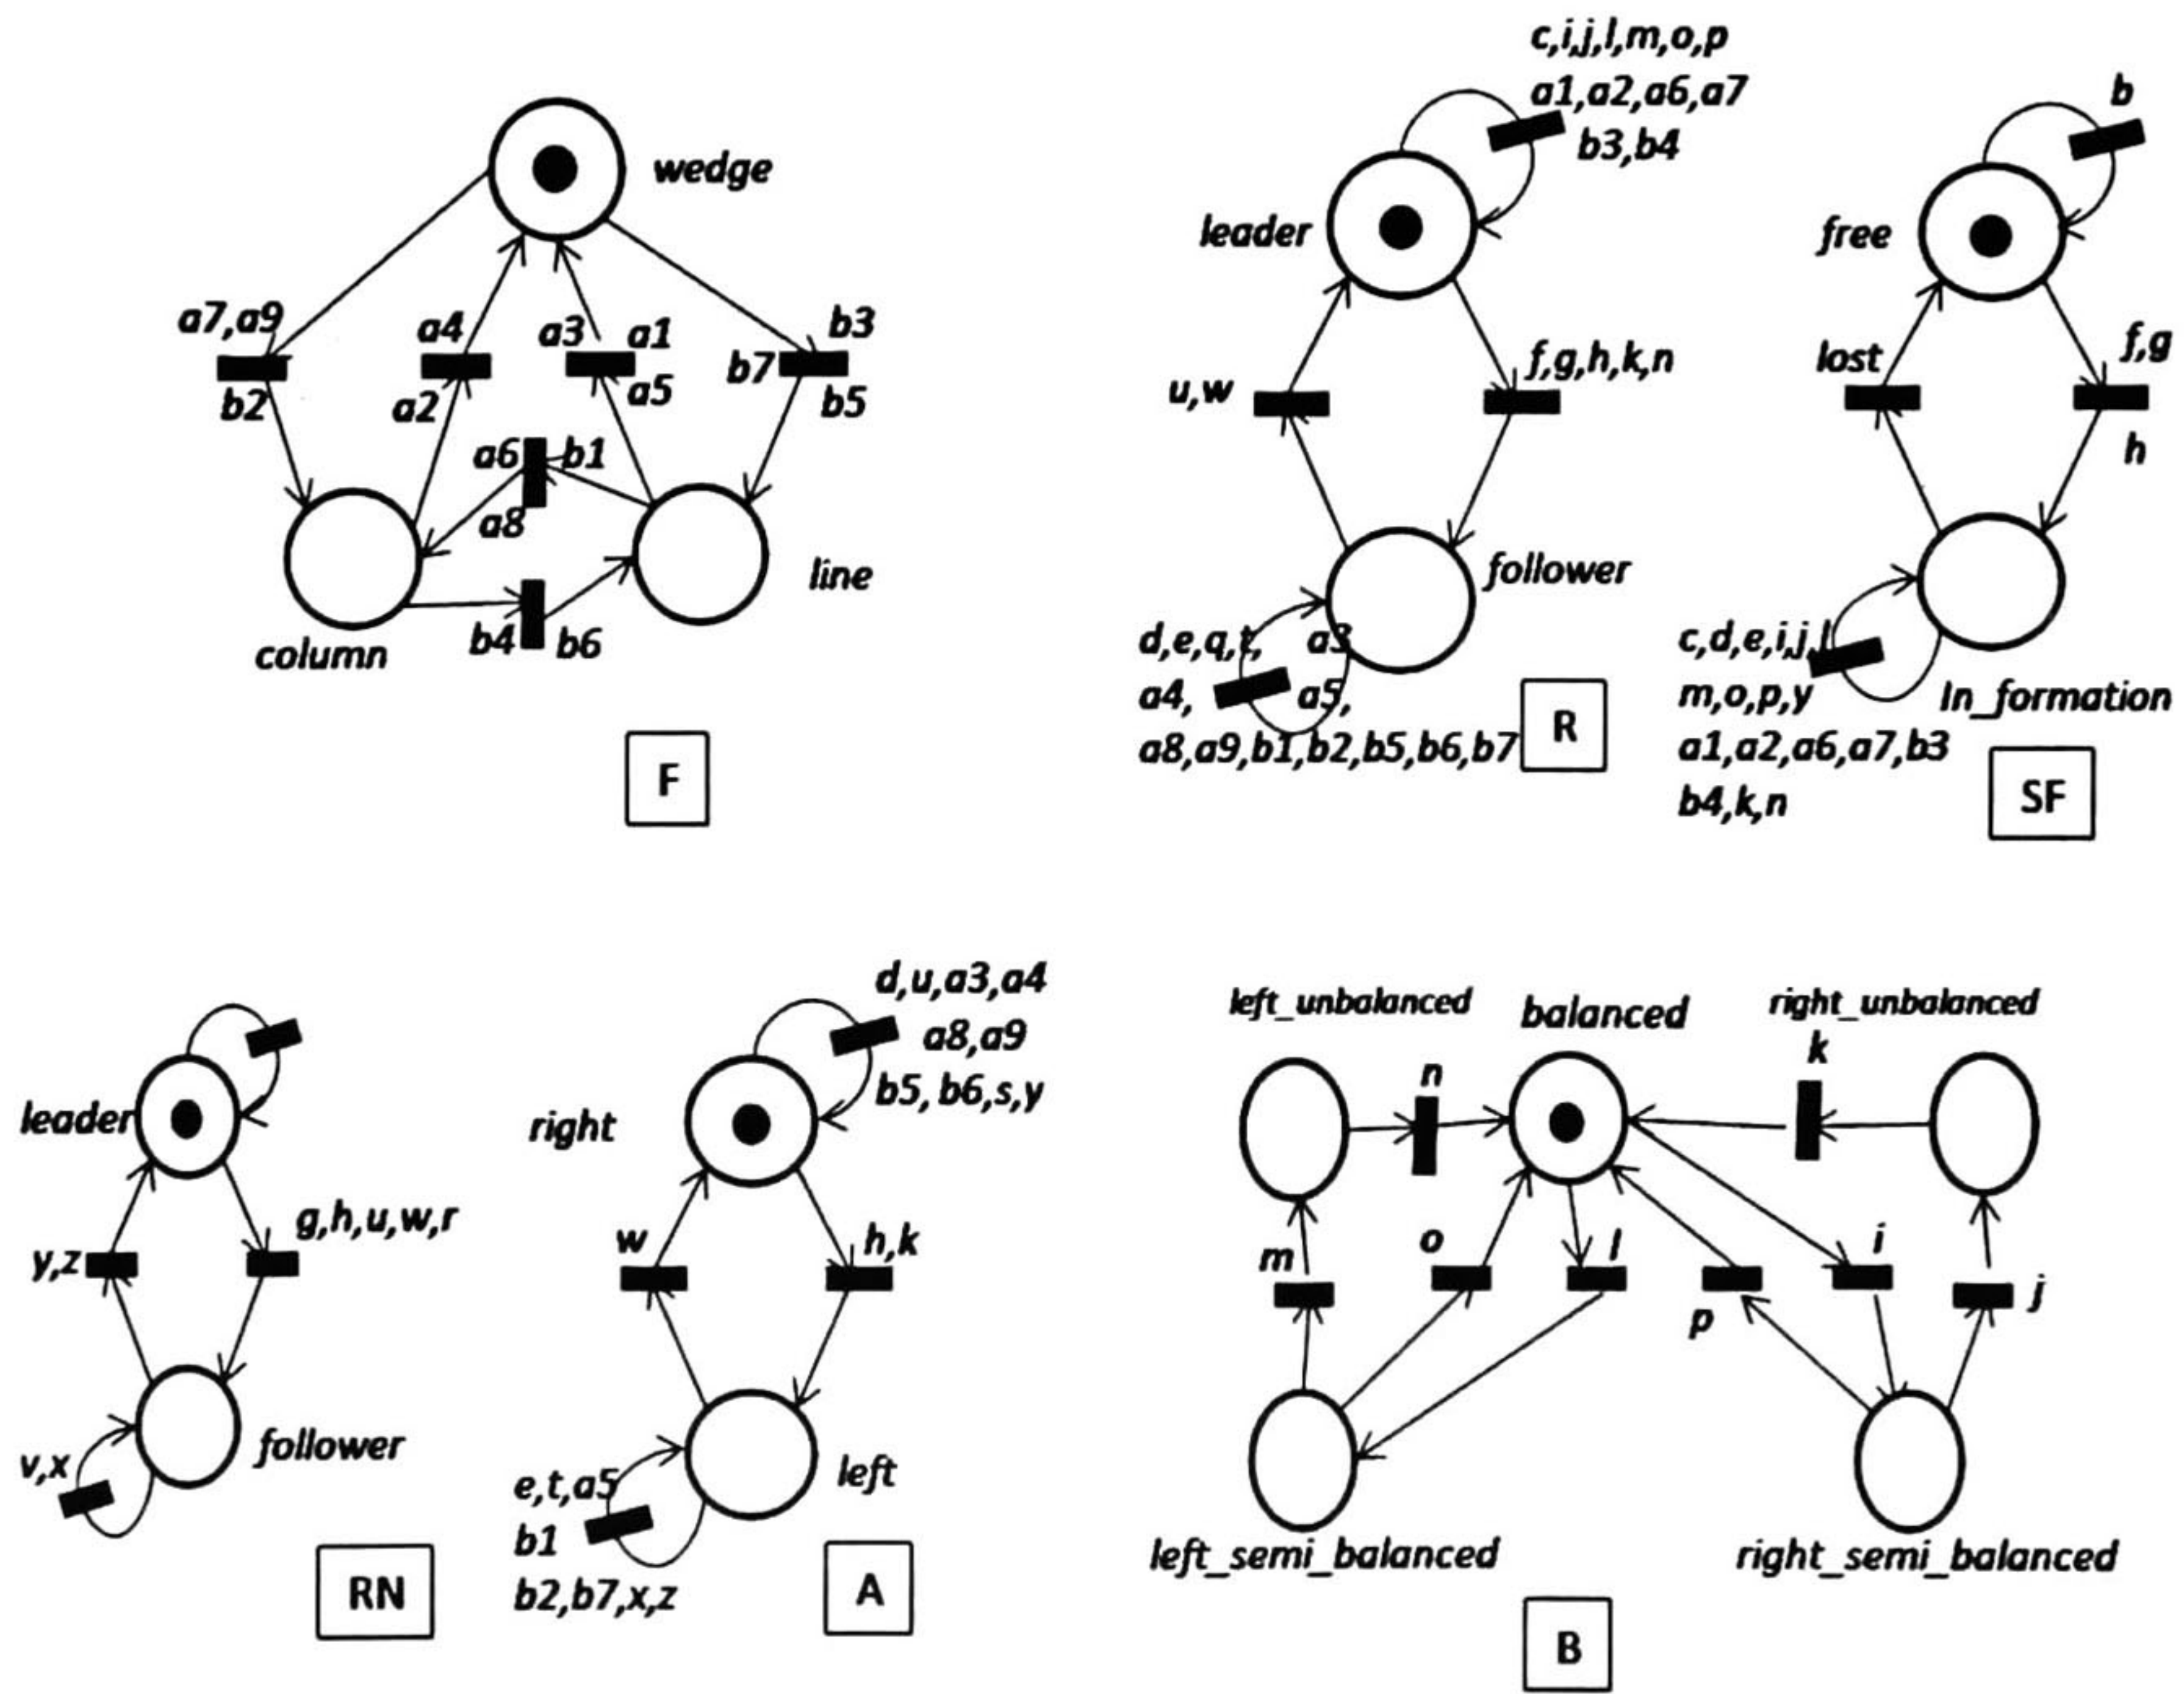 wedge
a7,a9
b2
a4
a2
a3
a1
a5
b3
b7
b5
a6
b1
a8
b4
b6
column
line
F
c,i,j,l,m,o,p
a1,a2,a6,a7
b3,b4
leader
u,w
f,g,h,k,n
follower
d,e,q,t, a3
a4, a5,
a8,a9,b1,b2,b5,b6,b7
R
b
free
lost
f,g
h
c,d,e,i,j,l
m,o,p,y
In_formation
a1,a2,a6,a7,b3
b4,k,n
SF
leader
g,h,u,w,r
y,z
follower
v,x
RN
d,u,a3,a4
a8,a9
b5, b6,s,y
right
w
h,k
left
e,t,a5
b1
b2,b7,x,z
A
left_unbalanced
balanced
right_unbalanced
n
k
m
o
l
p
i
j
left_semi_balanced
right_semi_balanced
B